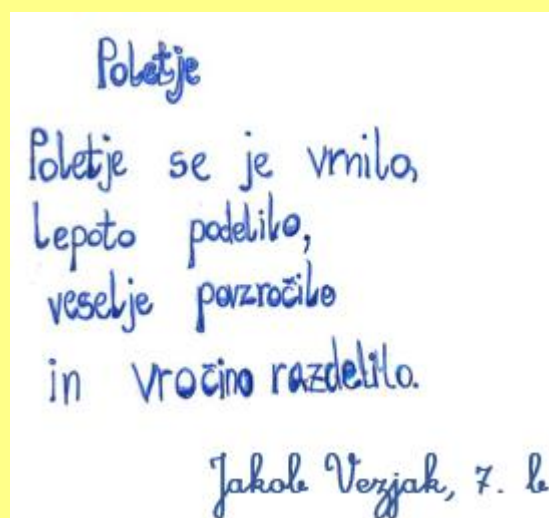 Poletje
Poletje se je vrnilo,
lepoto podelilo,
veselje povzročilo
in vročino razdelilo.
Jakob Vezjak, 7. b